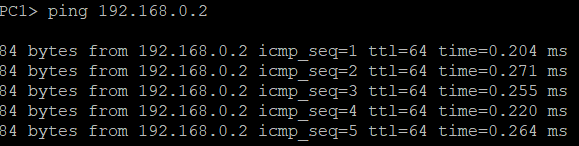 PC1> ping 192.168.0.2
84 bytes from 192.168.0.2 icmp_seq=1 ttl=64 time=0.204 ms
84 bytes from 192.168.0.2 icmp_seq=2 ttl=64 time=0.271 ms
84 bytes from 192.168.0.2 icmp_seq=3 ttl=64 time=0.255 ms
84 bytes from 192.168.0.2 icmp_seq=4 ttl=64 time=0.220 ms
84 bytes from 192.168.0.2 icmp_seq=5 ttl=64 time=0.264 ms